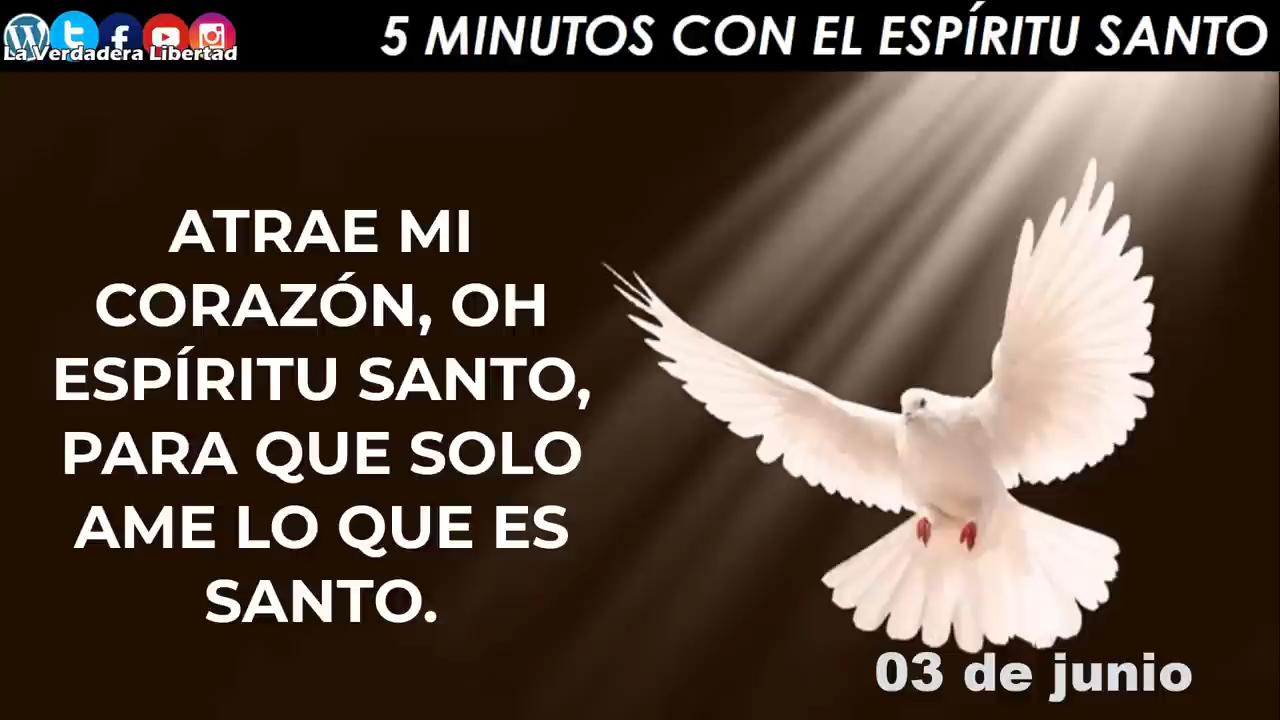 La Verdadera Libertad
5 MINUTOS CON EL ESPÍRITU SANTO
ATRAE MI
CORAZÓN, OH
ESPÍRITU SANTO,
PARA QUE SOLO
AME LO QUE ES
SANTO.
03 de junio